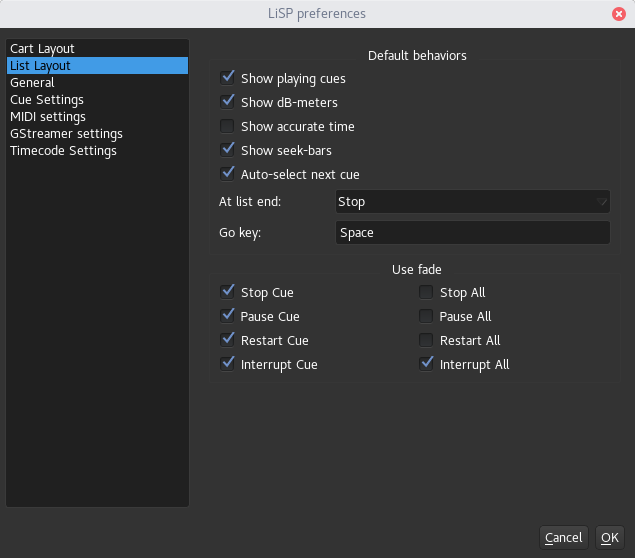 LiSP preferences
Cart Layout
List Layout
General
Cue Settings
MIDI settings
GStreamer settings
Timecode Settings
Default behaviors
Show playing cues
Show dB-meters
Show accurate time
Show seek-bars
Auto-select next cue
At list end: Stop
Go key: Space
Use fade
Stop Cue Stop All
Pause Cue Pause All
Restart Cue Restart All
Interrupt Cue Interrupt All
Cancel OK